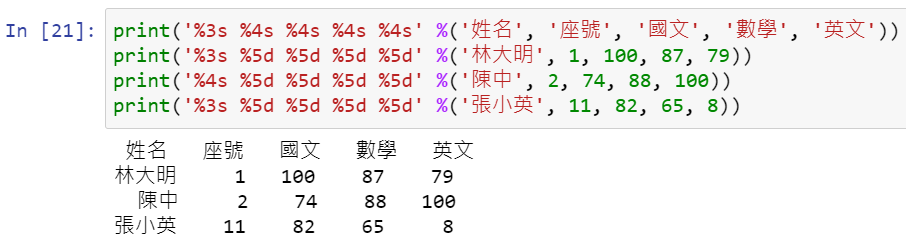 In [21]: print('%3s %4s %4s %4s %4s' %('姓名', '座號', '國文', '數學', '英文'))
print('%3s %5d %5d %5d %5d' %('林大明', 1, 100, 87, 79))
print('%4s %5d %5d %5d %5d' %('陳中', 2, 74, 88, 100))
print('%3s %5d %5d %5d %5d' %('張小英', 11, 82, 65, 8))
姓名 座號 國文 數學 英文
林大明 1 100 87 79
陳中 2 74 88 100
張小英 11 82 65 8